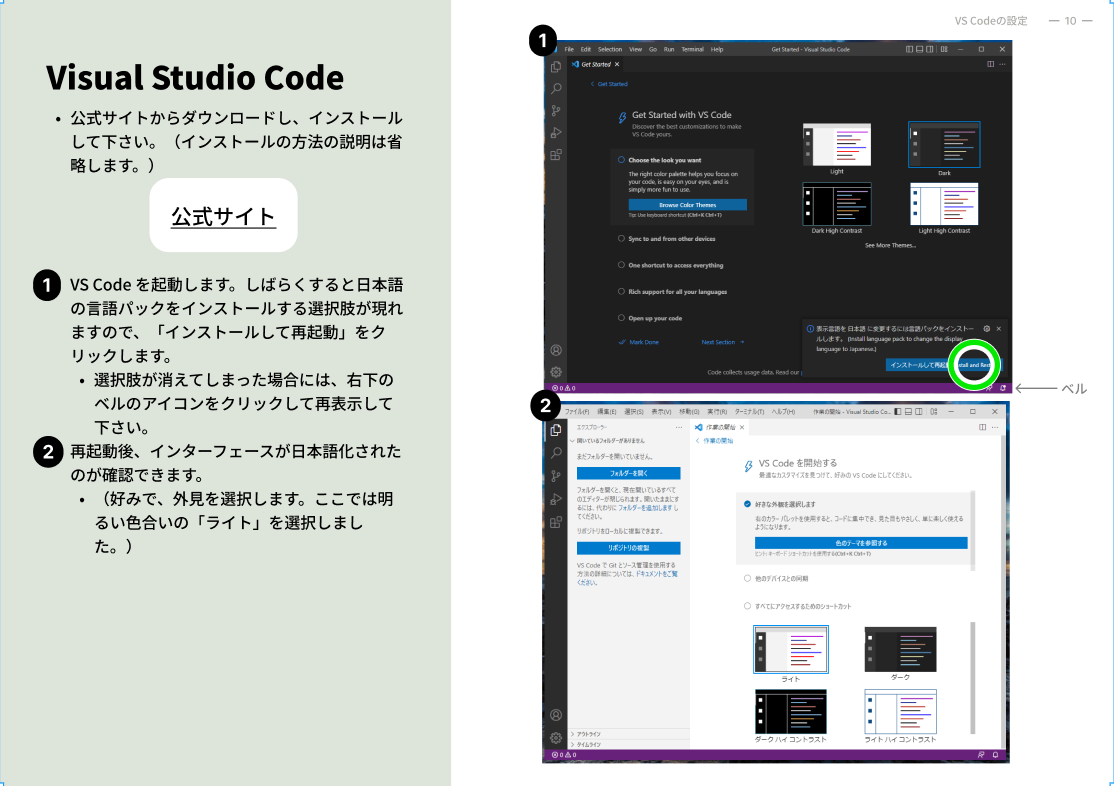 VS Codeの設定 — 10 —
Visual Studio Code
• 公式サイトからダウンロードし、インストール
して下さい。（インストールの方法の説明は省
略します。）
公式サイト
1 VS Code を起動します。しばらくすると日本語
の言語パックをインストールする選択肢が現れ
ますので、「インストールして再起動」をク
リックします。
• 選択肢が消えてしまった場合には、右下の
ベルのアイコンをクリックして再表示して
下さい。
2 再起動後、インターフェースが日本語化された
のが確認できます。
• （好みで、外見を選択します。ここでは明
るい色合いの「ライト」を選択しまし
た。）
1
File Edit Selection View Go Run Terminal Help Get Started - Visual Studio Code
Get Started
Get Started
Get Started with VS Code
Discover the best customizations to make
VS Code yours.
Choose the look you want
The right color palette helps you focus on
your code, is easy on your eyes, and is
simply more fun to use.
Browse Color Themes
Tip: Use keyboard shortcut (Ctrl+K Ctrl+T)
Sync to and from other devices
One shortcut to access everything
Rich support for all your languages
Open up your code
Mark Done Next Section
Light Dark
Dark High Contrast Light High Contrast
See More Themes...
表示言語を 日本語 に変更するには言語パックをインストー
ルします。 (Install language pack to change the display
language to Japanese.)
インストールして再起動 and
Code collects usage data. Read our
0 0
ベル
2
ファイル(F) 編集(E) 選択(S) 表示(V) 移動(G) 実行(R) ターミナル(T) ヘルプ(H) 作業の開始 - Visual Studio Co...
エクスプローラー
開いているフォルダーがありません
まだフォルダーを開いていません。
フォルダーを開く
フォルダーを開くと、現在開いているすべて
のエディターが閉じられます。開いたままにす
るには、代わりに フォルダーを追加します し
てください。
リポジトリをローカルに複製できます。
リポジトリの複製
VS Code で Git とソース管理を使用する
方法の詳細については、ドキュメントをご覧
ください。
アウトライン
タイムライン
0 0
作業の開始
作業の開始
VS Code を開始する
最適なカスタマイズを見つけて、好みの VS Code にしてください。
好きな外観を選択します
右のカラー パレットを使用すると、コードに集中でき、見た目もやさしく、単に楽しく使える
ようになります。
色のテーマを参照する
ヒント: キーボード ショートカットを使用する(Ctrl+K Ctrl+T)
他のデバイスとの同期
すべてにアクセスするためのショートカット
ライト ダーク
ダーク ハイ コントラスト ライト ハイ コントラスト